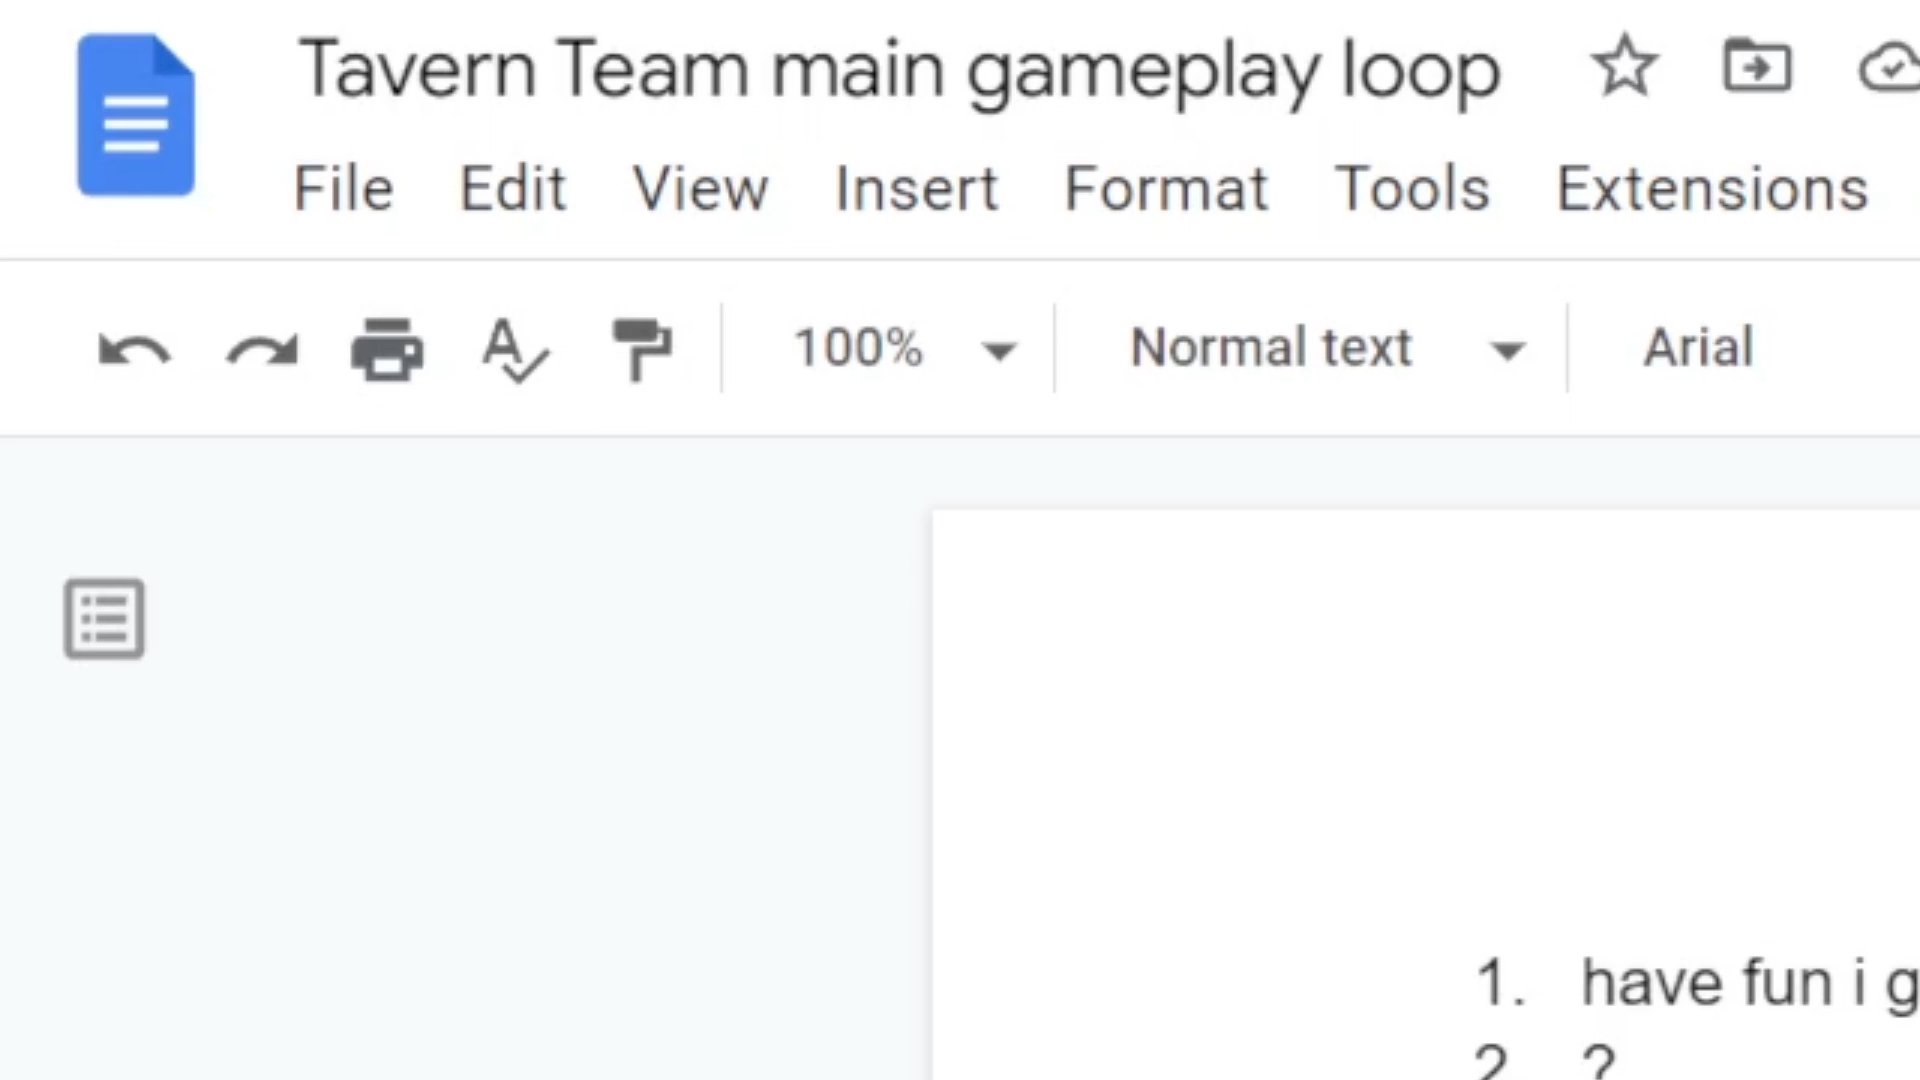 Tavern Team main gameplay loop
File Edit View Insert Format Tools Extensions
100% Normal text Arial
1. have fun i g
2. ?